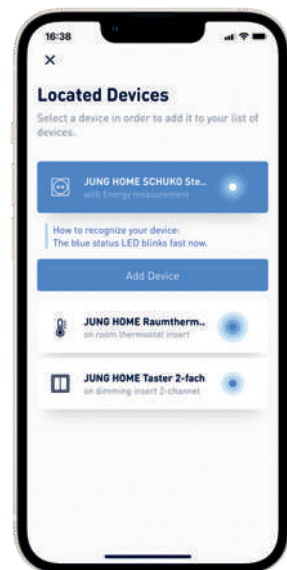 16:38
Located Devices
Select a device in order to add it to your list of
devices.
JUNG HOME SCHUKO Ste..
with Energy measurement
How to recognize your device:
The blue status LED blinks fast now.
Add Device
JUNG HOME Raumtherm..
on room thermostat insert
JUNG HOME Taster 2-fach
on dimming insert 2-channel